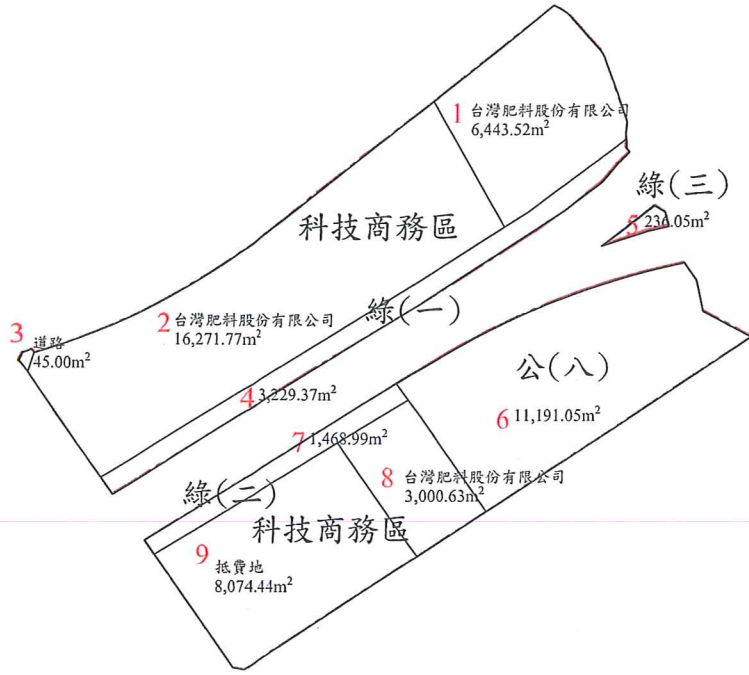 1 台灣肥料股份有限公司
6,443.52m²
綠(三)
5 236.05m²
科技商務區
2 台灣肥料股份有限公司
16,271.77m²
綠(一)
3 道路
45.00m²
公(八)
4 3,229.37m²
6 11,191.05m²
7 1,468.99m²
8 台灣肥料股份有限公司
3,000.63m²
綠(二)
科技商務區
9 抵費地
8,074.44m²